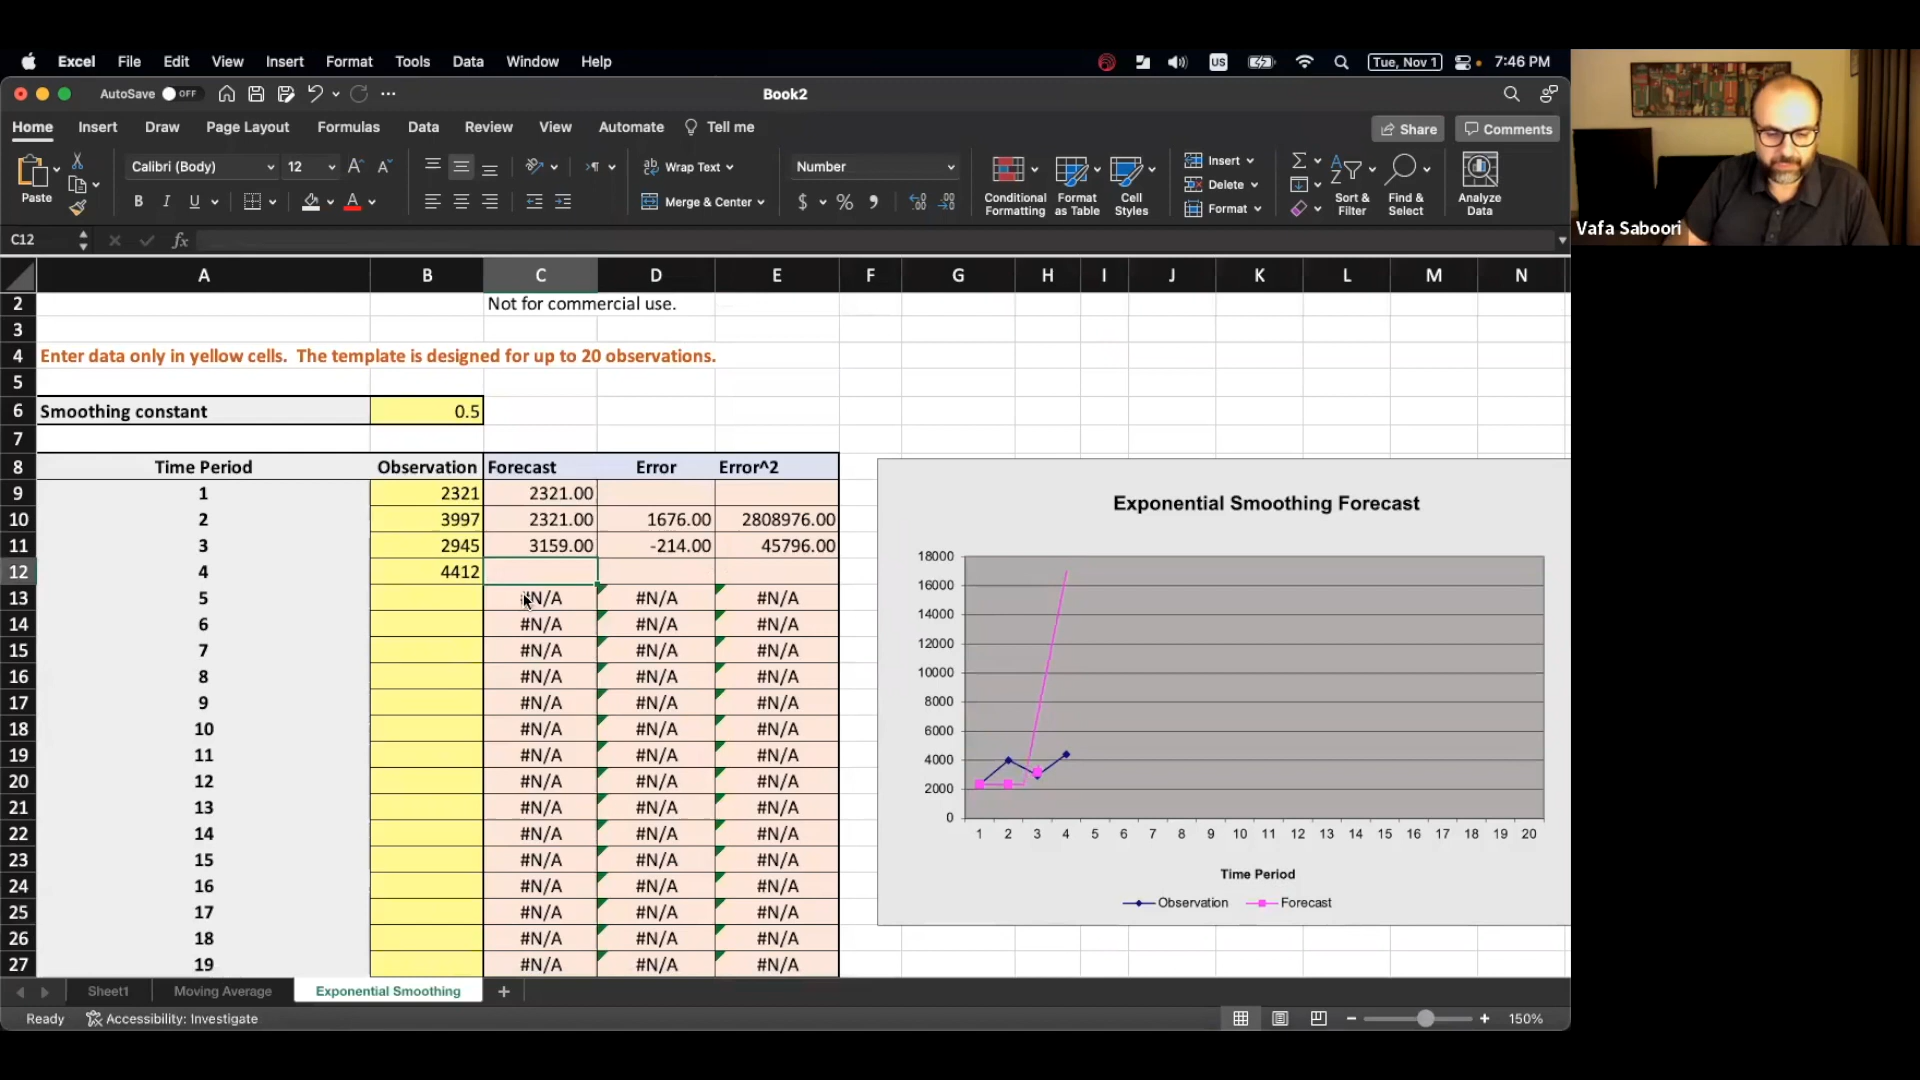 Excel File Edit View Insert Format Tools Data Window Help US Tue, Nov 1 7:46 PM
AutoSave OFF Book2
Home Insert Draw Page Layout Formulas Data Review View Automate Tell me Share Comments
Paste Calibri (Body) 12 Wrap Text Number Insert
B I U Merge & Center $ % Conditional Formatting Format as Table Cell Styles Delete Format Sort & Filter Find & Select Analyze Data
Vafa Saboori
C12 fx
A B C D E F G H I J K L M N
2 Not for commercial use.
3
4 Enter data only in yellow cells. The template is designed for up to 20 observations.
5
6 Smoothing constant 0.5
7
8 Time Period Observation Forecast Error Error^2
9 1 2321 2321.00
10 2 3997 2321.00 1676.00 2808976.00
11 3 2945 3159.00 -214.00 45796.00
12 4 4412
13 5 #N/A #N/A #N/A
14 6 #N/A #N/A #N/A
15 7 #N/A #N/A #N/A
16 8 #N/A #N/A #N/A
17 9 #N/A #N/A #N/A
18 10 #N/A #N/A #N/A
19 11 #N/A #N/A #N/A
20 12 #N/A #N/A #N/A
21 13 #N/A #N/A #N/A
22 14 #N/A #N/A #N/A
23 15 #N/A #N/A #N/A
24 16 #N/A #N/A #N/A
25 17 #N/A #N/A #N/A
26 18 #N/A #N/A #N/A
27 19 #N/A #N/A #N/A
Exponential Smoothing Forecast
18000
16000
14000
12000
10000
8000
6000
4000
2000
0
1 2 3 4 5 6 7 8 9 10 11 12 13 14 15 16 17 18 19 20
Time Period
Observation Forecast
Sheet1 Moving Average Exponential Smoothing +
Ready Accessibility: Investigate 150%